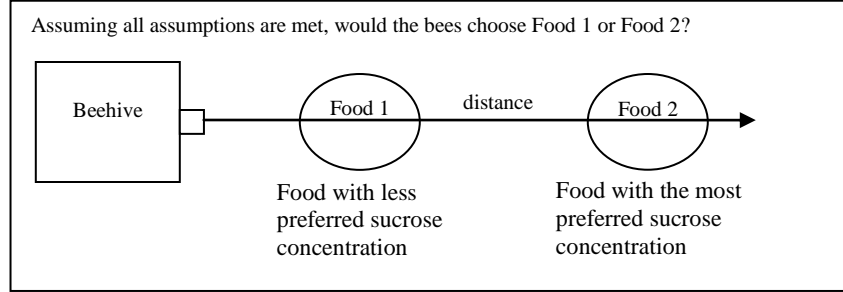 Assuming all assumptions are met, would the bees choose Food 1 or Food 2?
Beehive
Food 1
distance
Food 2
Food with less
preferred sucrose
concentration
Food with the most
preferred sucrose
concentration